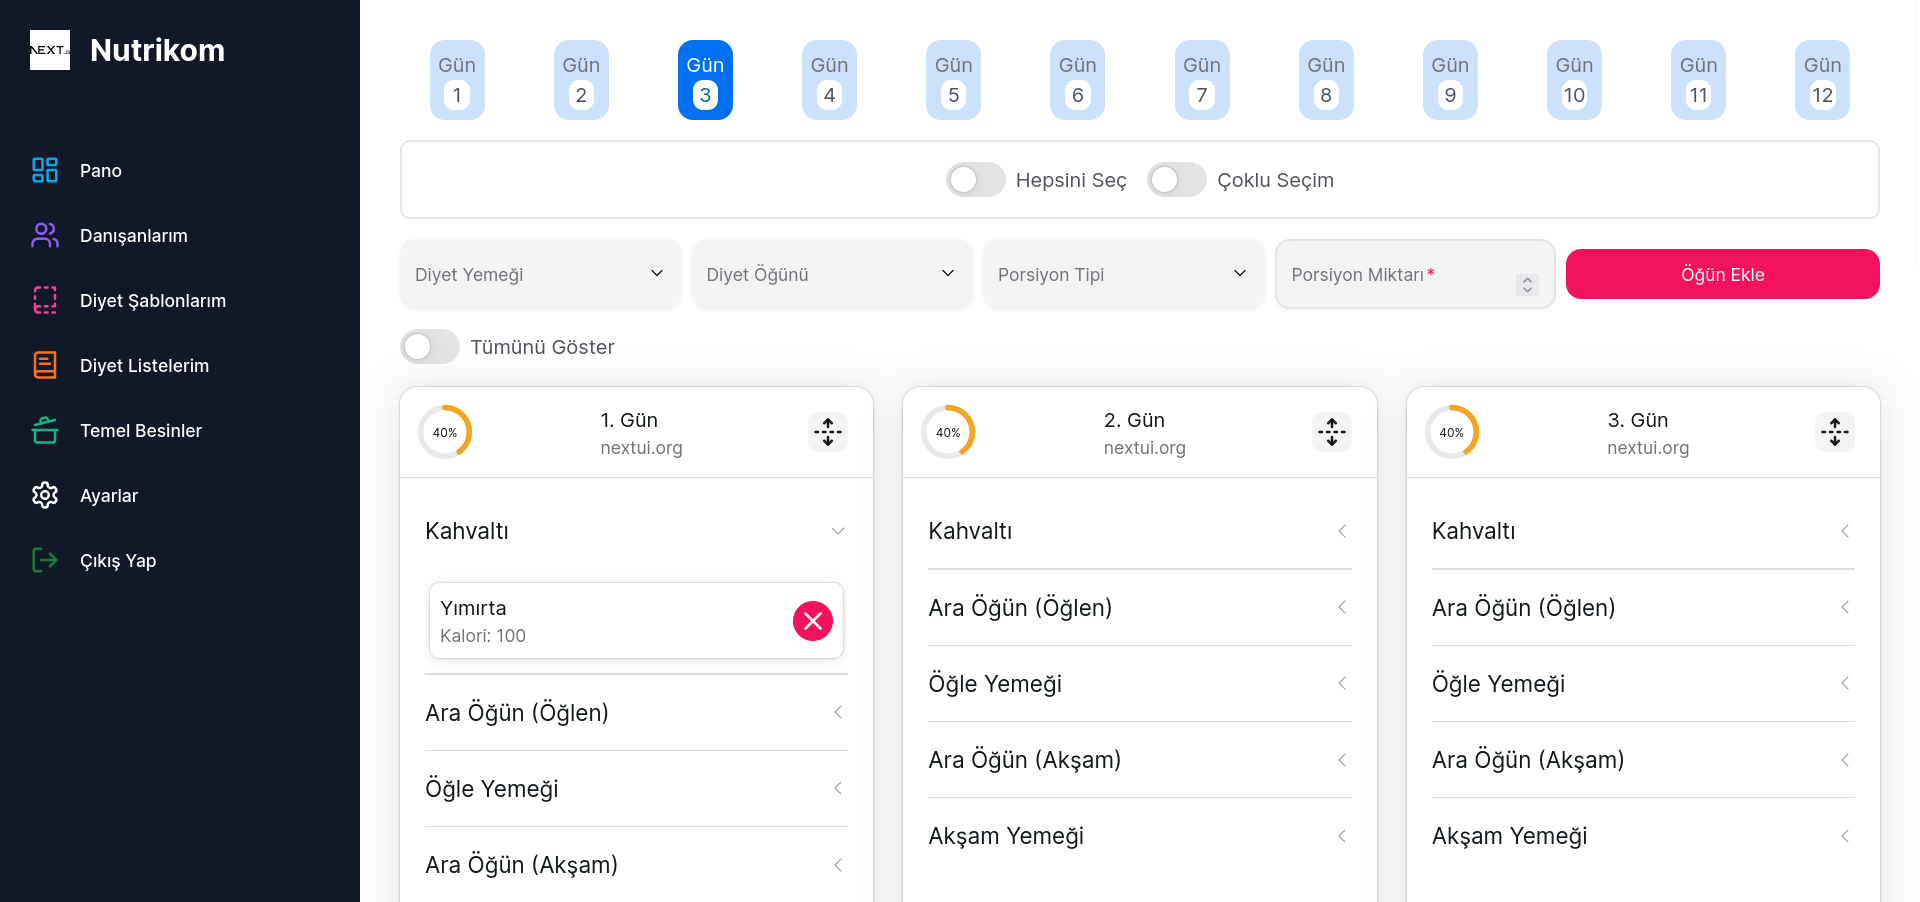 NEXT.JS
Nutrikom
Pano
Danışanlarım
Diyet Şablonlarım
Diyet Listelerim
Temel Besinler
Ayarlar
Çıkış Yap
Gün Gün Gün Gün Gün Gün Gün Gün Gün Gün Gün Gün
1 2 3 4 5 6 7 8 9 10 11 12
Hepsini Seç Çoklu Seçim
Diyet Yemeği Diyet Öğünü Porsiyon Tipi Porsiyon Miktarı* Öğün Ekle
Tümünü Göster
40%
1. Gün
nextui.org
Kahvaltı
Yımırta
Kalori: 100
Ara Öğün (Öğlen)
Öğle Yemeği
Ara Öğün (Akşam)
40%
2. Gün
nextui.org
Kahvaltı
Ara Öğün (Öğlen)
Öğle Yemeği
Ara Öğün (Akşam)
Akşam Yemeği
40%
3. Gün
nextui.org
Kahvaltı
Ara Öğün (Öğlen)
Öğle Yemeği
Ara Öğün (Akşam)
Akşam Yemeği